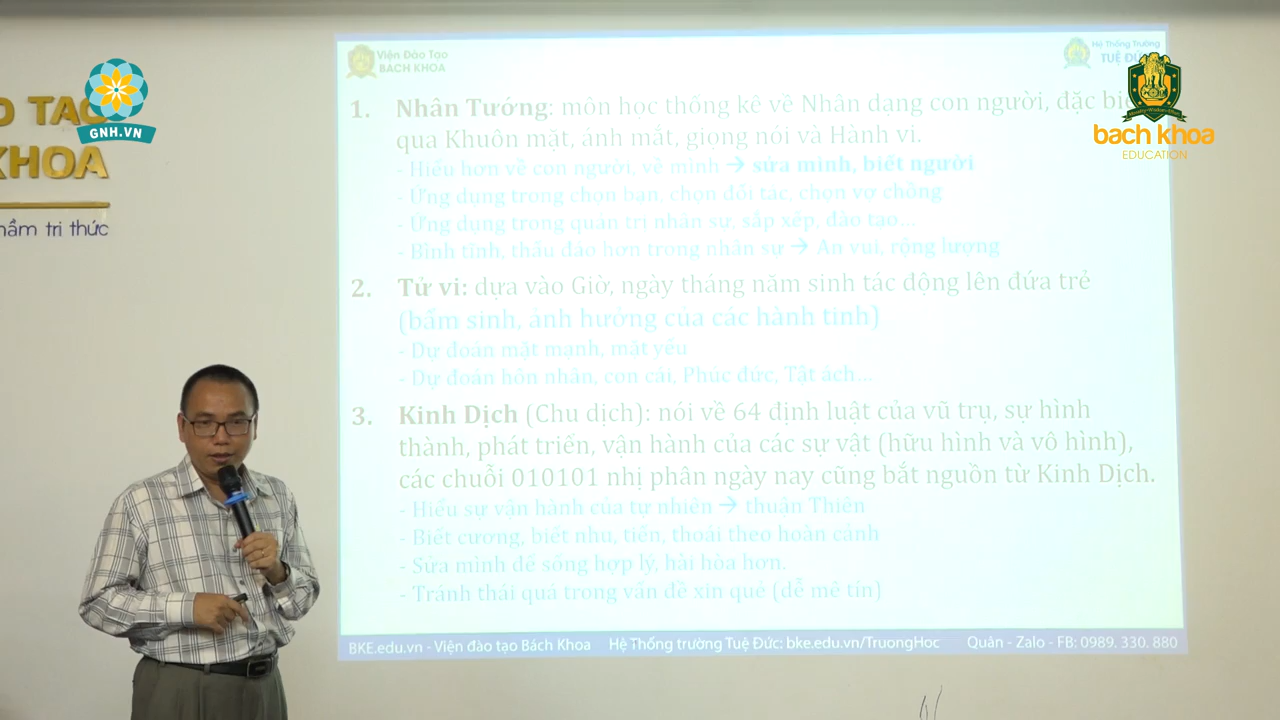 GNH.VN
O TẠO
KHOA
mầm tri thức
Viện Đào Tạo
BACH KHOA
Hệ Thống Trường
TUỆ ĐỨC
bach khoa
EDUCATION
1. Nhân Tướng: môn học thống kê về Nhân dạng con người, đặc
qua Khuôn mặt, ánh mắt, giọng nói và Hành vi.
- Hiểu hơn về con người, về mình → sửa mình, biết người
- Ứng dụng trong chọn bạn, chọn đối tác, chọn vợ chồng
- Ứng dụng trong quản trị nhân sự, sắp xếp, đào tạo...
- Bình tĩnh, thấu đáo hơn trong nhân sự → An vui, rộng lượng
2. Tử vi: dựa vào Giờ, ngày tháng năm sinh tác động lên đứa trẻ
(bẩm sinh, ảnh hưởng của các hành tinh)
- Dự đoán mặt mạnh, mặt yếu
- Dự đoán hôn nhân, con cái, Phúc đức, Tật ách...
3. Kinh Dịch (Chu dịch): nói về 64 định luật của vũ trụ, sự hình
thành, phát triển, vận hành của các sự vật (hữu hình và vô hình),
các chuỗi 010101 nhị phân ngày nay cũng bắt nguồn từ Kinh Dịch.
- Hiểu sự vận hành của tự nhiên → thuận Thiên
- Biết cương, biết nhu, tiến, thoái theo hoàn cảnh
- Sửa mình để sống hợp lý, hài hòa hơn.
- Tránh thái quá trong vấn đề xin quẻ (dễ mê tín)
BKE.edu.vn - Viện đào tạo Bách Khoa Hệ Thống trường Tuệ Đức: bke.edu.vn/TruongHoc Quản - Zalo - FB: 0989. 330. 880